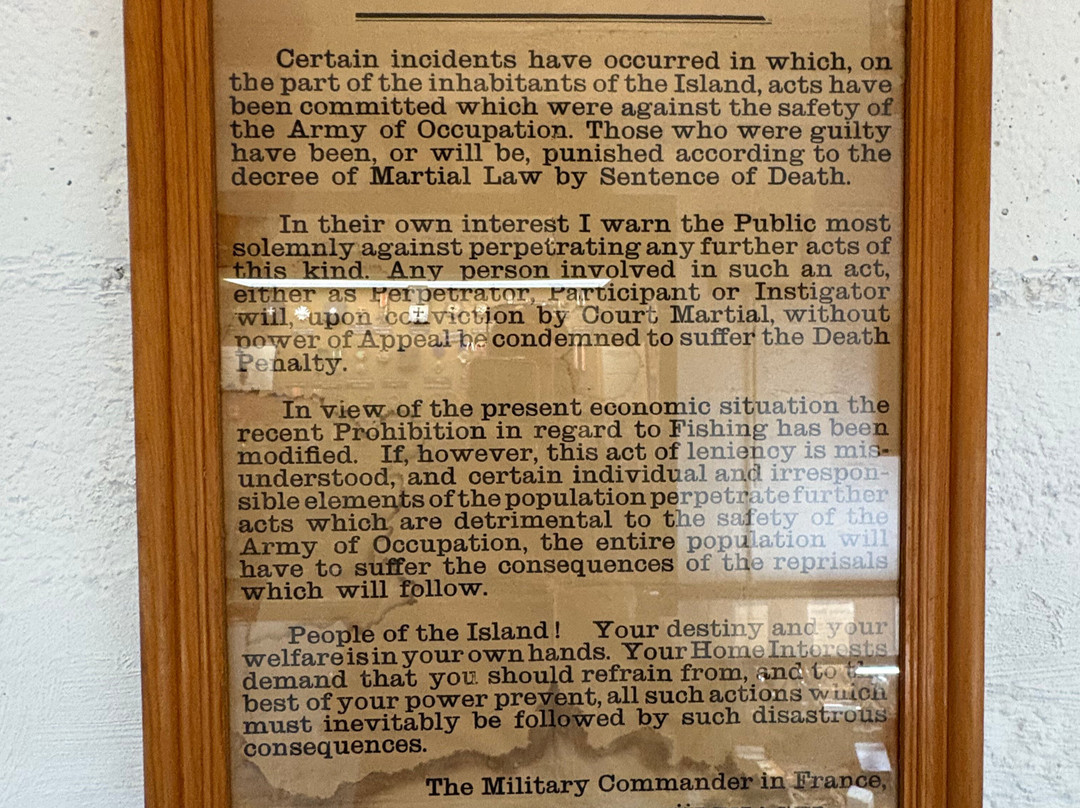 Certain incidents have occurred in which, on
the part of the inhabitants of the Island, acts have
been committed which were against the safety of
the Army of Occupation. Those who were guilty
have been, or will be, punished according to the
decree of Martial Law by Sentence of Death.
In their own interest I warn the Public most
solemnly against perpetrating any further acts of
this kind. Any person involved in such an act,
either as Perpetrator, Participant or Instigator
will, upon conviction by Court Martial, without
power of Appeal be condemned to suffer the Death
Penalty.
In view of the present economic situation the
recent Prohibition in regard to Fishing has been
modified. If, however, this act of leniency is mis-
understood, and certain individual and irrespon-
sible elements of the population perpetrate further
acts which are detrimental to the safety of the
Army of Occupation, the entire population will
have to suffer the consequences of the reprisals
which will follow.
People of the Island! Your destiny and your
welfare is in your own hands. Your Home Interests
demand that you should refrain from, and to the
best of your power prevent, all such actions which
must inevitably be followed by such disastrous
consequences.
The Military Commander in France,